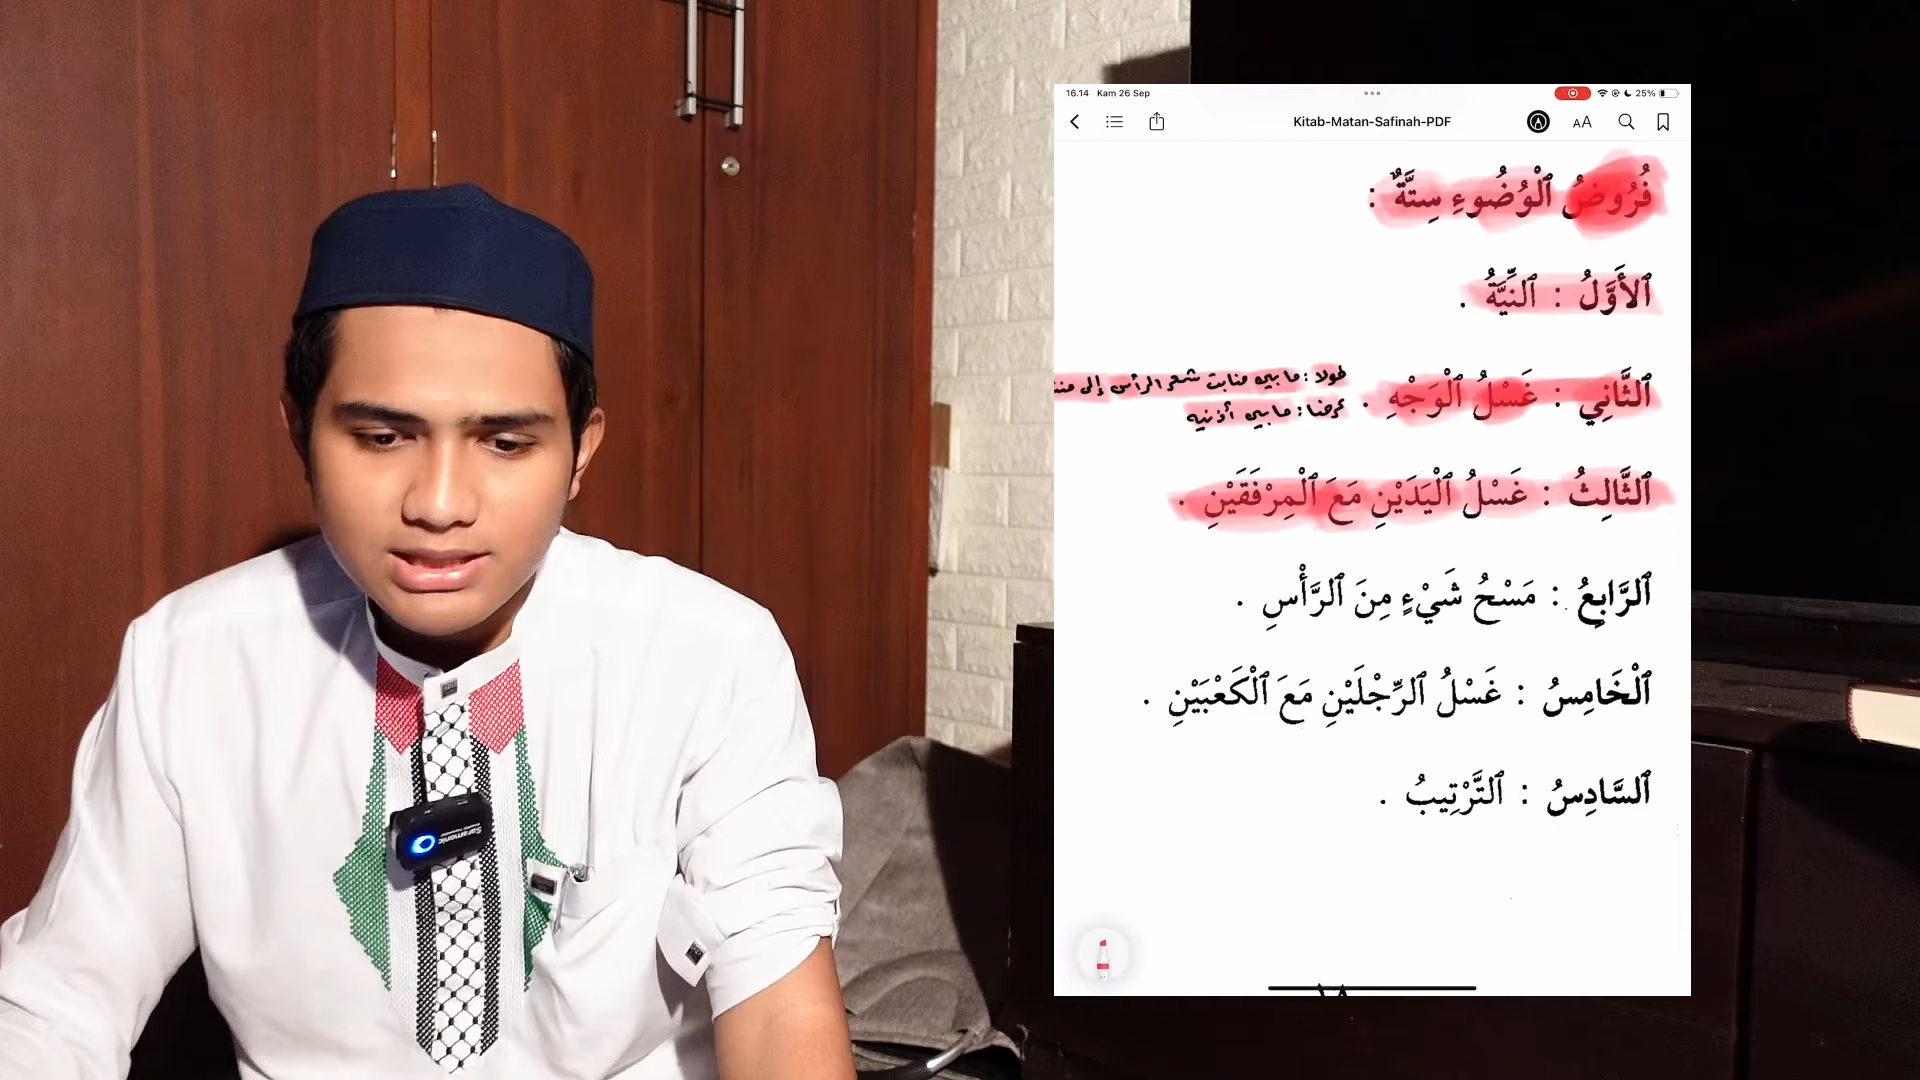 16.14 Kam 26 Sep
25%
Kitab-Matan-Safinah-PDF
AA
فُرُوضُ ٱلْوُضُوءِ سِتَّةٌ :
ٱلأَوَّلُ : ٱلنِّيَّةُ .
ٱلثَّانِي : غَسْلُ ٱلْوَجْهِ .
طولا : ما بين منابت شعر الرأس إلى
عرضا : ما بين أذنيه
ٱلثَّالِثُ : غَسْلُ ٱلْيَدَيْنِ مَعَ ٱلْمِرْفَقَيْنِ .
ٱلرَّابِعُ : مَسْحُ شَيْءٍ مِنَ ٱلرَّأْسِ .
ٱلْخَامِسُ : غَسْلُ ٱلرِّجْلَيْنِ مَعَ ٱلْكَعْبَيْنِ .
ٱلسَّادِسُ : ٱلتَّرْتِيبُ .
Saramonic